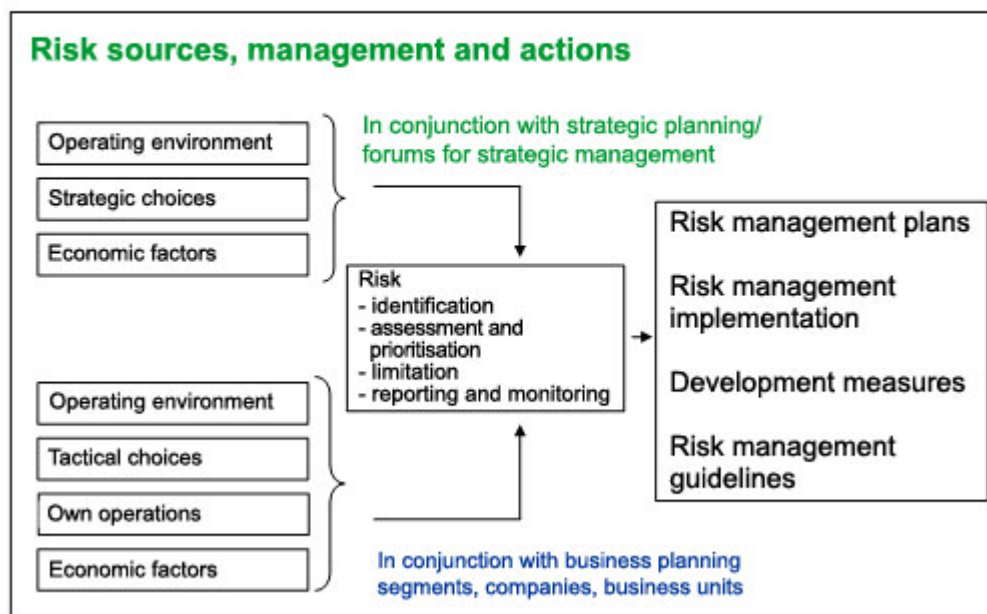 Risk sources, management and actions
Operating environment
Strategic choices
Economic factors
In conjunction with strategic planning/
forums for strategic management
Risk
- identification
- assessment and
prioritisation
- limitation
- reporting and monitoring
Risk management plans
Risk management
implementation
Development measures
Risk management
guidelines
Operating environment
Tactical choices
Own operations
Economic factors
In conjunction with business planning
segments, companies, business units